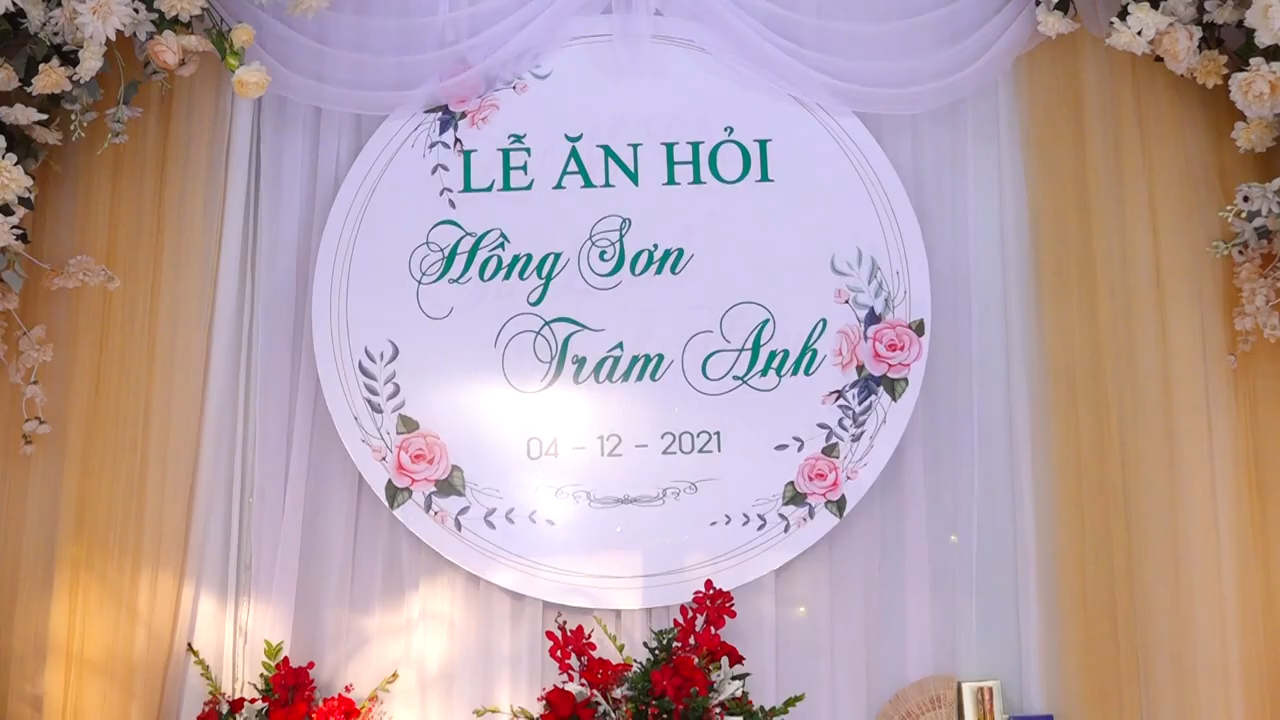 LỄ ĂN HỎI
Hồng Sơn
Trâm Anh
04 - 12 - 2021